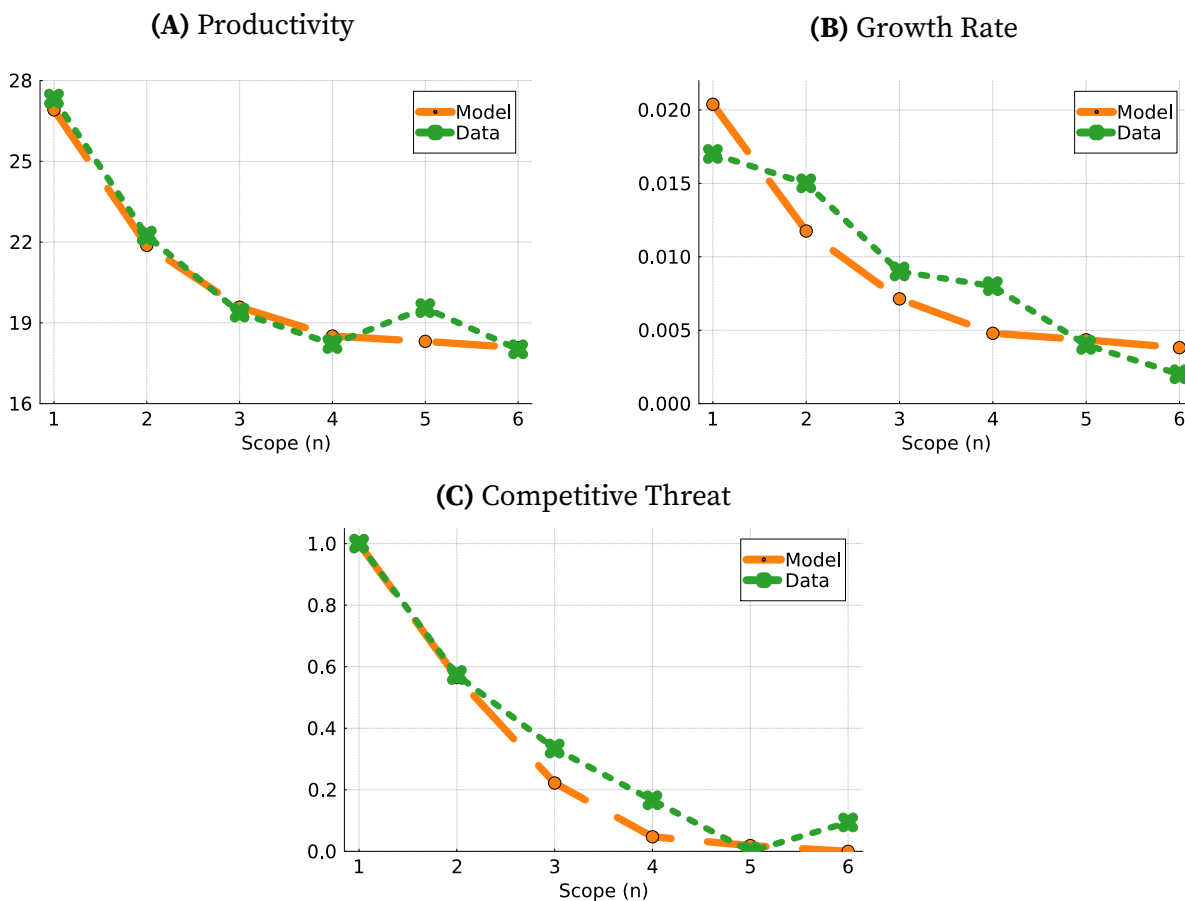 (A) Productivity
28
25
22
19
16
1 2 3 4 5 6
Scope (n)
Model
Data
(B) Growth Rate
0.020
0.015
0.010
0.005
0.000
1 2 3 4 5 6
Scope (n)
Model
Data
(C) Competitive Threat
1.0
0.8
0.6
0.4
0.2
0.0
1 2 3 4 5 6
Scope (n)
Model
Data